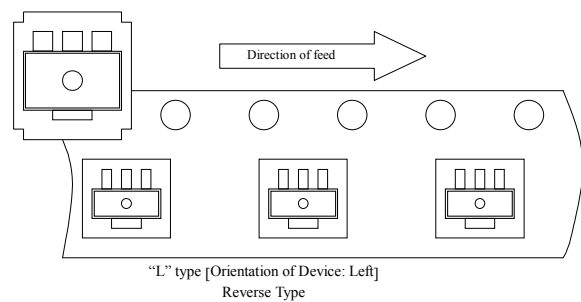 Direction of feed
“L” type [Orientation of Device: Left]
Reverse Type